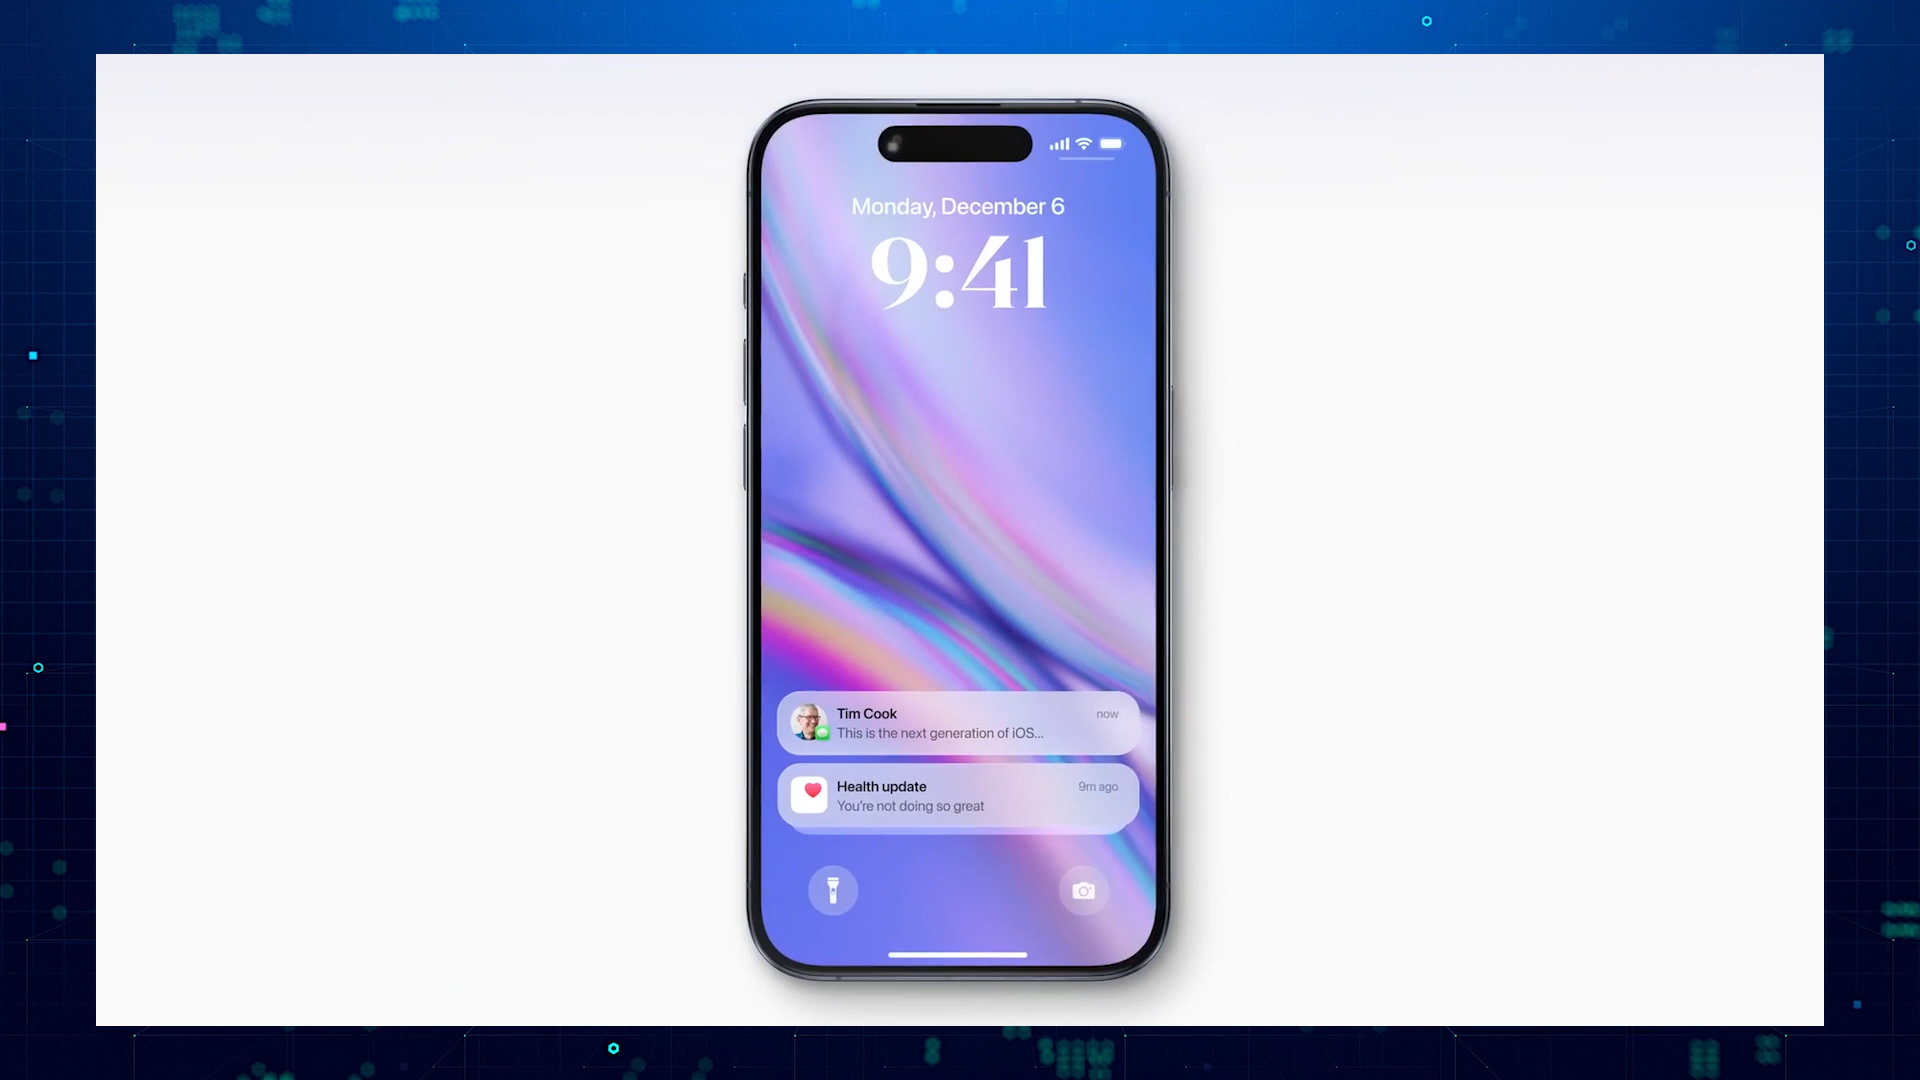 Monday, December 6
9:41
Tim Cook
now
This is the next generation of iOS...
Health update
9m ago
You're not doing so great